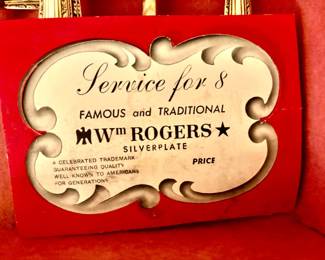 Service for 8
FAMOUS and TRADITIONAL
Wm ROGERS ★
SILVERPLATE
A CELEBRATED TRADEMARK
GUARANTEEING QUALITY
WELL KNOWN TO AMERICANS
FOR GENERATIONS
PRICE